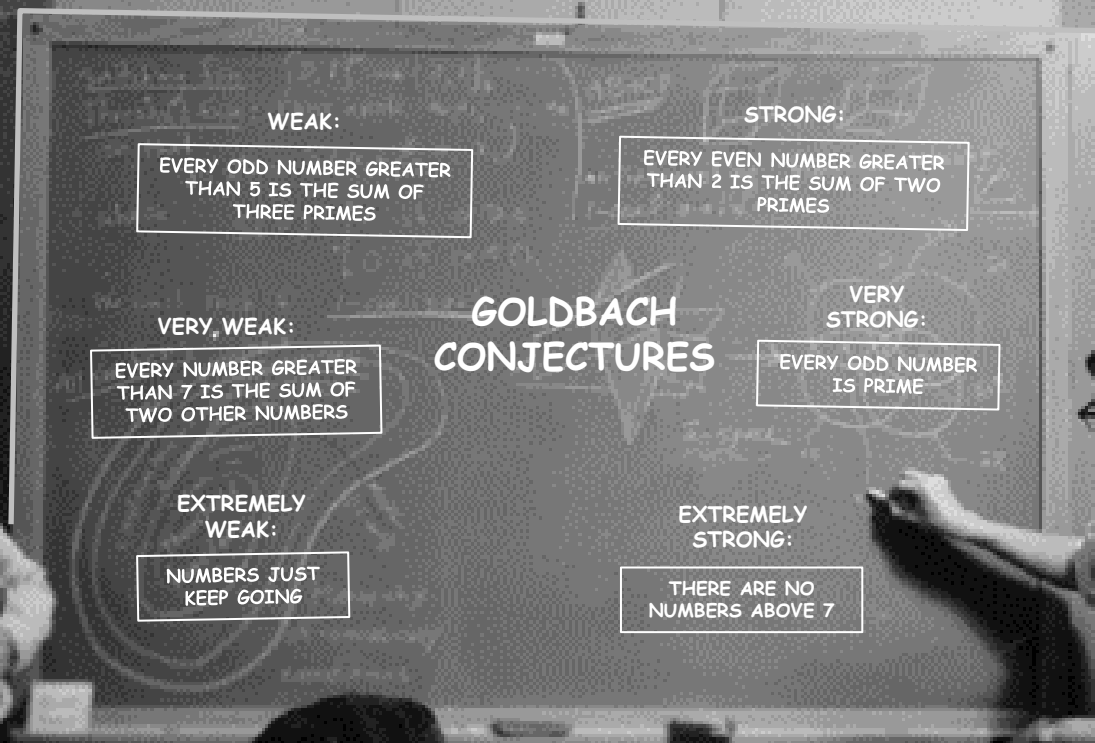 WEAK:
EVERY ODD NUMBER GREATER
THAN 5 IS THE SUM OF
THREE PRIMES
STRONG:
EVERY EVEN NUMBER GREATER
THAN 2 IS THE SUM OF TWO
PRIMES
GOLDBACH
CONJECTURES
VERY WEAK:
EVERY NUMBER GREATER
THAN 7 IS THE SUM OF
TWO OTHER NUMBERS
VERY
STRONG:
EVERY ODD NUMBER
IS PRIME
EXTREMELY
WEAK:
NUMBERS JUST
KEEP GOING
EXTREMELY
STRONG:
THERE ARE NO
NUMBERS ABOVE 7